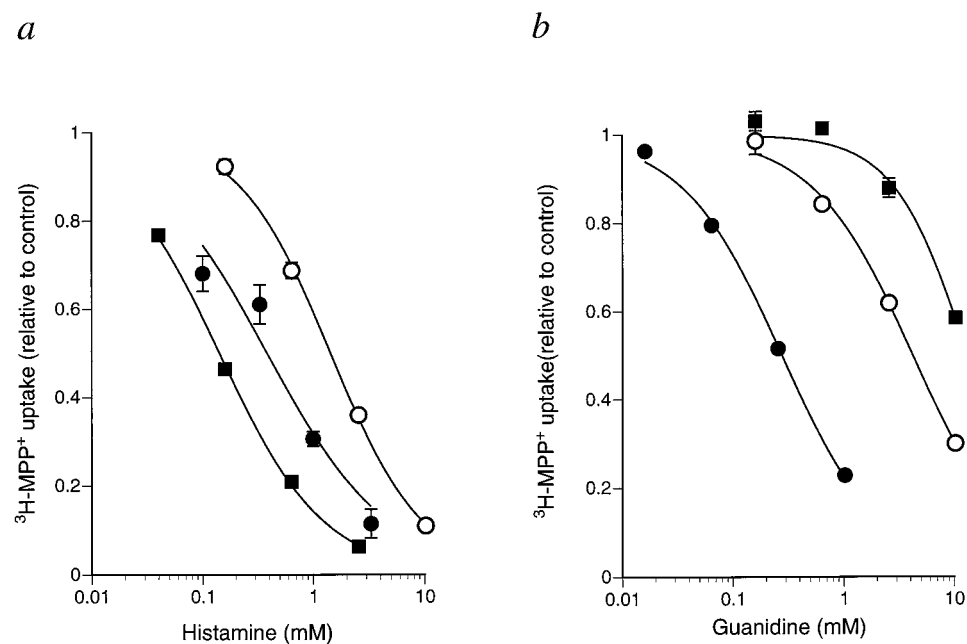 a
³H-MPP⁺ uptake (relative to control)
1
0.8
0.6
0.4
0.2
0
0.01 0.1 1 10
Histamine (mM)
b
³H-MPP⁺ uptake(relative to control)
1
0.8
0.6
0.4
0.2
0
0.01 0.1 1 10
Guanidine (mM)